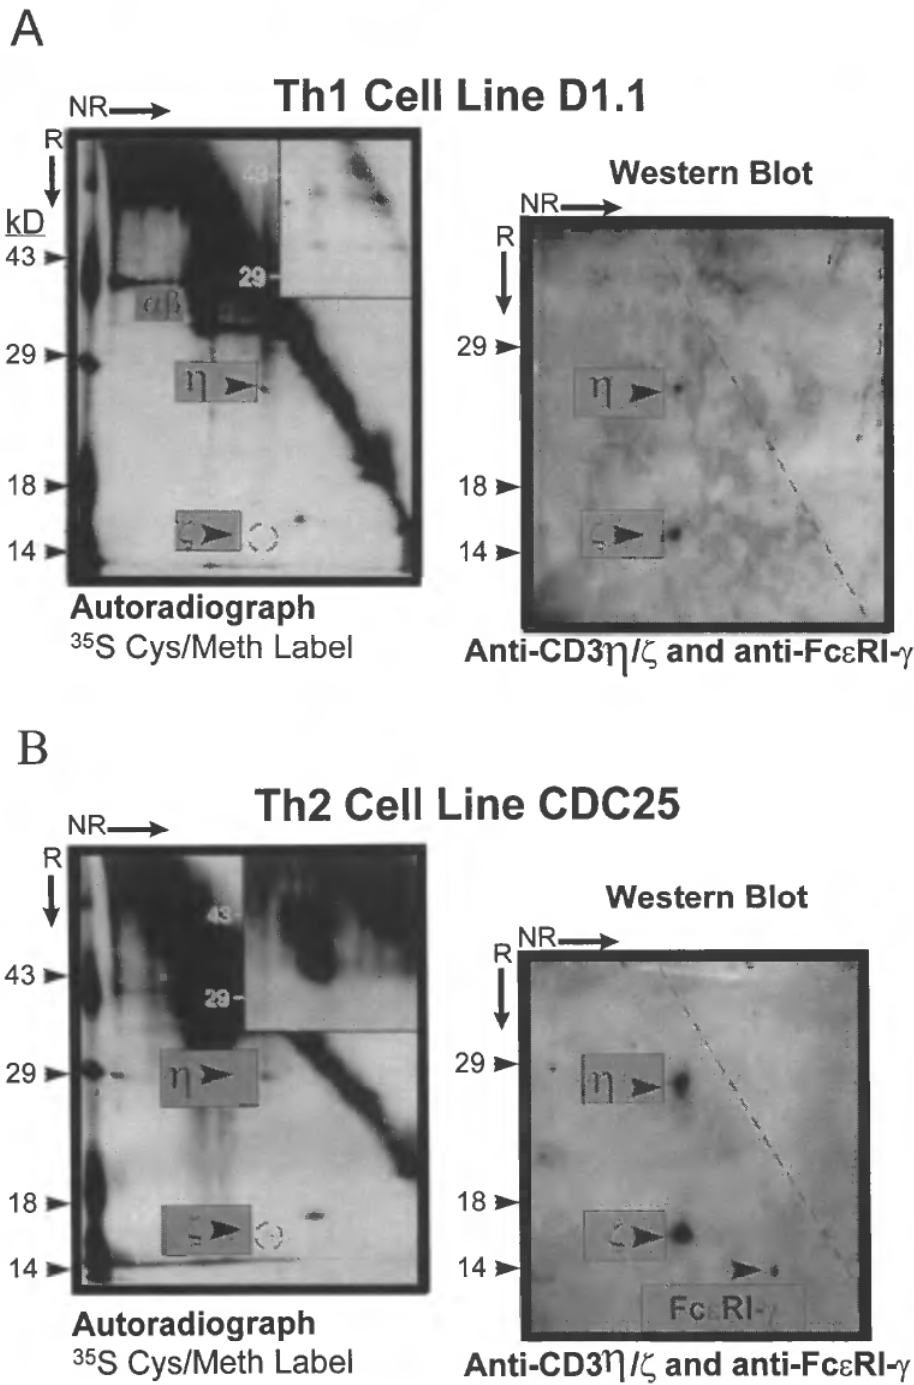 A
Th1 Cell Line D1.1
NR
R
kD
43
29
18
14
43
29
αβ
η
ζ
Autoradiograph
³⁵S Cys/Meth Label
Western Blot
NR
R
29
18
14
η
ζ
Anti-CD3η/ζ and anti-FcεRI-γ
B
Th2 Cell Line CDC25
NR
R
43
29
18
14
43
29
η
ξ
Autoradiograph
³⁵S Cys/Meth Label
Western Blot
NR
R
29
18
14
η
ζ
FcεRI-γ
Anti-CD3η/ζ and anti-FcεRI-γ